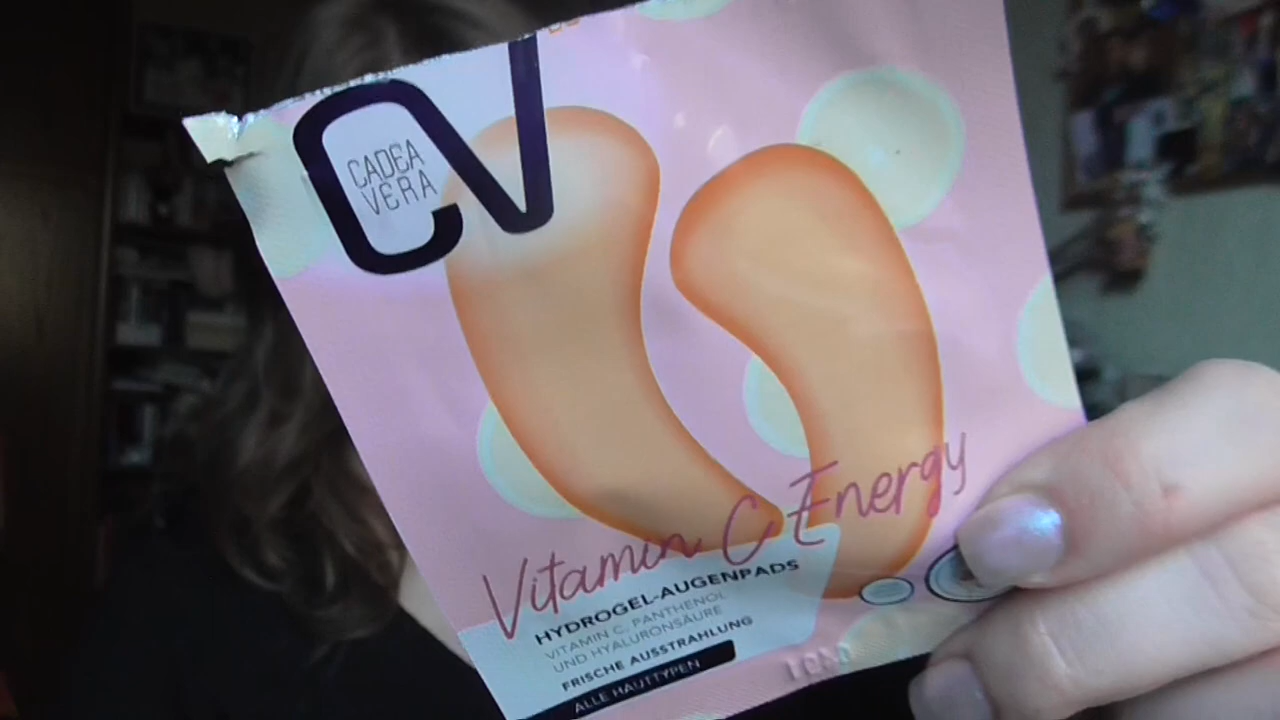 CV
CADEA
VERA
Vitamin C Energy
HYDROGEL-AUGENPADS
VITAMIN C, PANTHENOL
UND HYALURONSÄURE
FRISCHE AUSSTRAHLUNG
ALLE HAUTTYPEN